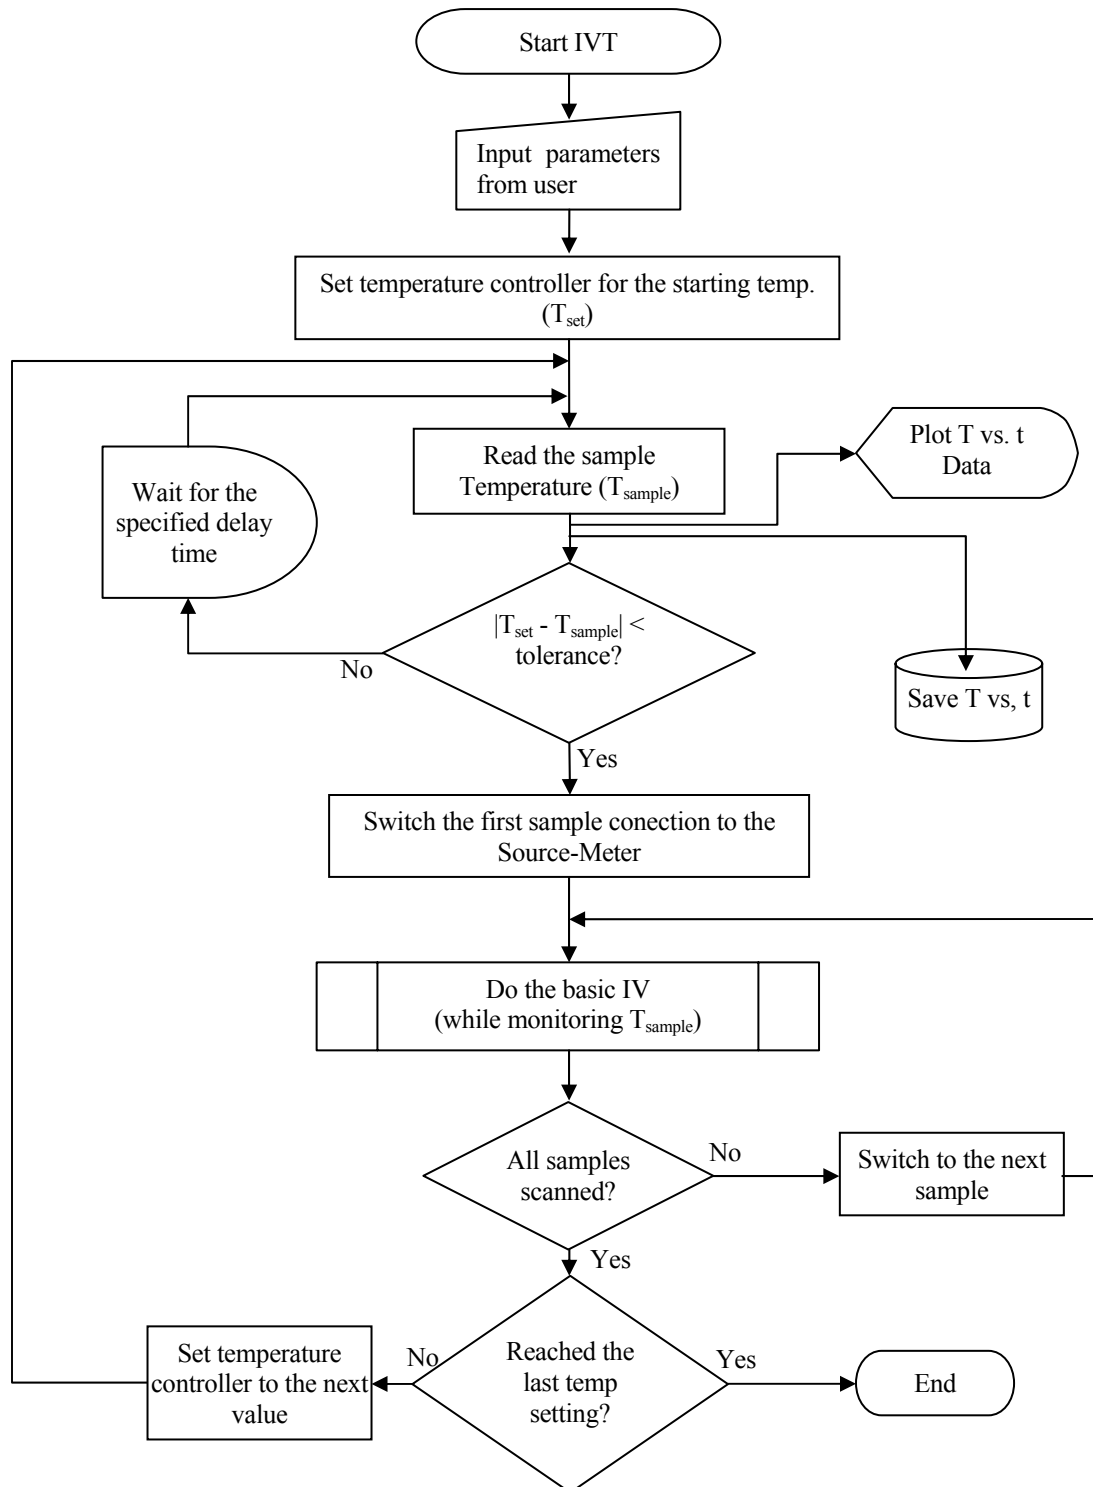 Start IVT
Input parameters
from user
Set temperature controller for the starting temp.
(Tset)
Read the sample
Temperature (Tsample)
Plot T vs. t
Data
Wait for the
specified delay
time
|Tset - Tsample| <
tolerance?
No
Save T vs, t
Yes
Switch the first sample conection to the
Source-Meter
Do the basic IV
(while monitoring Tsample)
All samples
scanned?
No
Switch to the next
sample
Yes
Set temperature
controller to the next
value
No
Reached the
last temp
setting?
Yes
End